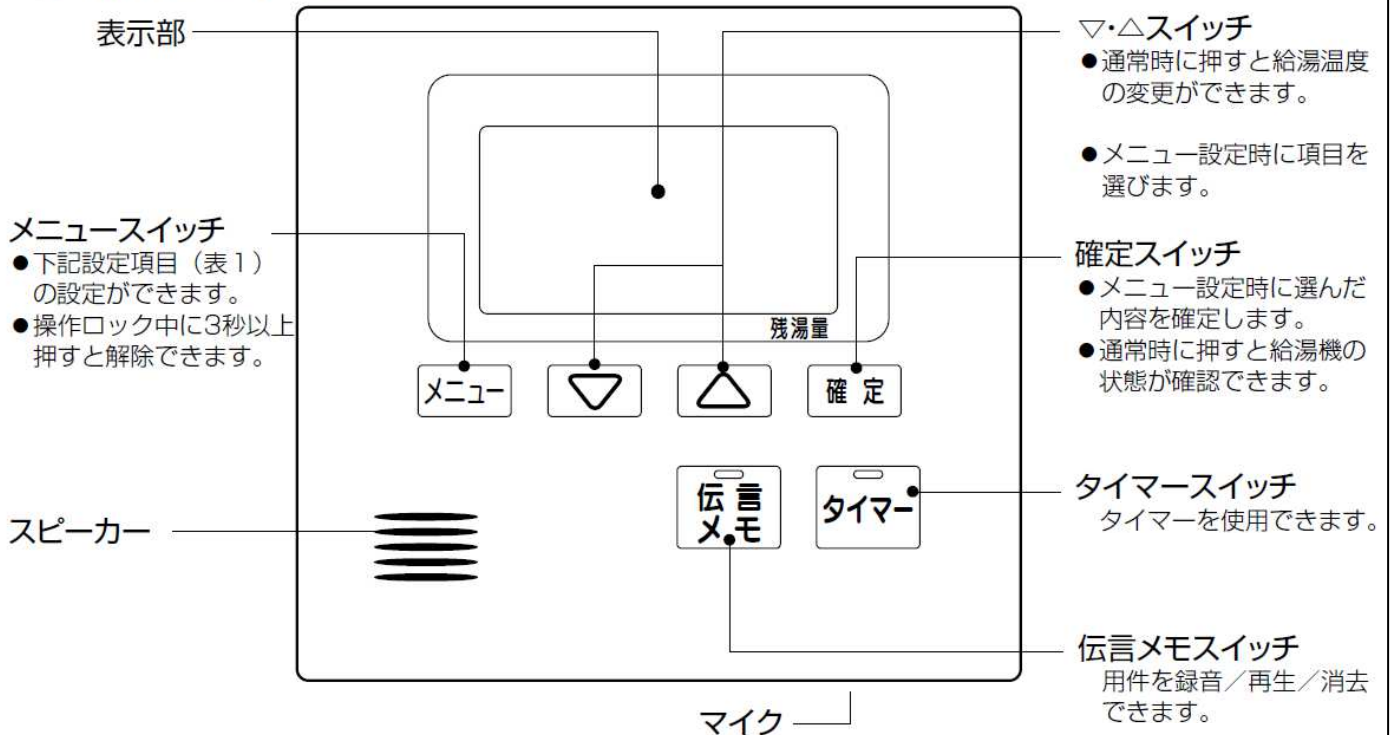 表示部
▽・△スイッチ
●通常時に押すと給湯温度
の変更ができます。
●メニュー設定時に項目を
選びます。
メニュースイッチ
●下記設定項目（表1）
の設定ができます。
●操作ロック中に3秒以上
押すと解除できます。
確定スイッチ
●メニュー設定時に選んだ
内容を確定します。
●通常時に押すと給湯機の
状態が確認できます。
残湯量
メニュー
▽
△
確定
伝言
メモ
タイマー
タイマースイッチ
タイマーを使用できます。
スピーカー
伝言メモスイッチ
用件を録音／再生／消去
できます。
マイク